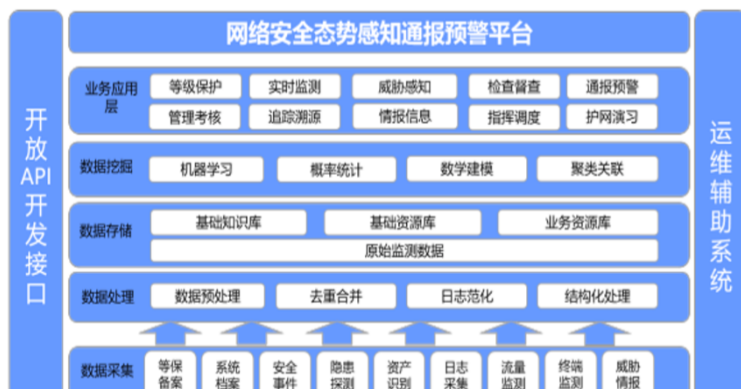 网络安全态势感知通报预警平台
开放API开发接口
业务应用层
等级保护 实时监测 威胁感知 检查督查 通报预警
管理考核 追踪溯源 情报信息 指挥调度 护网演习
数据挖掘 机器学习 概率统计 数学建模 聚类关联
数据存储 基础知识库 基础资源库 业务资源库
原始监测数据
数据处理 数据预处理 去重合并 日志范化 结构化处理
数据采集 等保备案 系统档案 安全事件 隐患探测 资产识别 日志采集 流量监测 终端监测 威胁情报
运维辅助系统